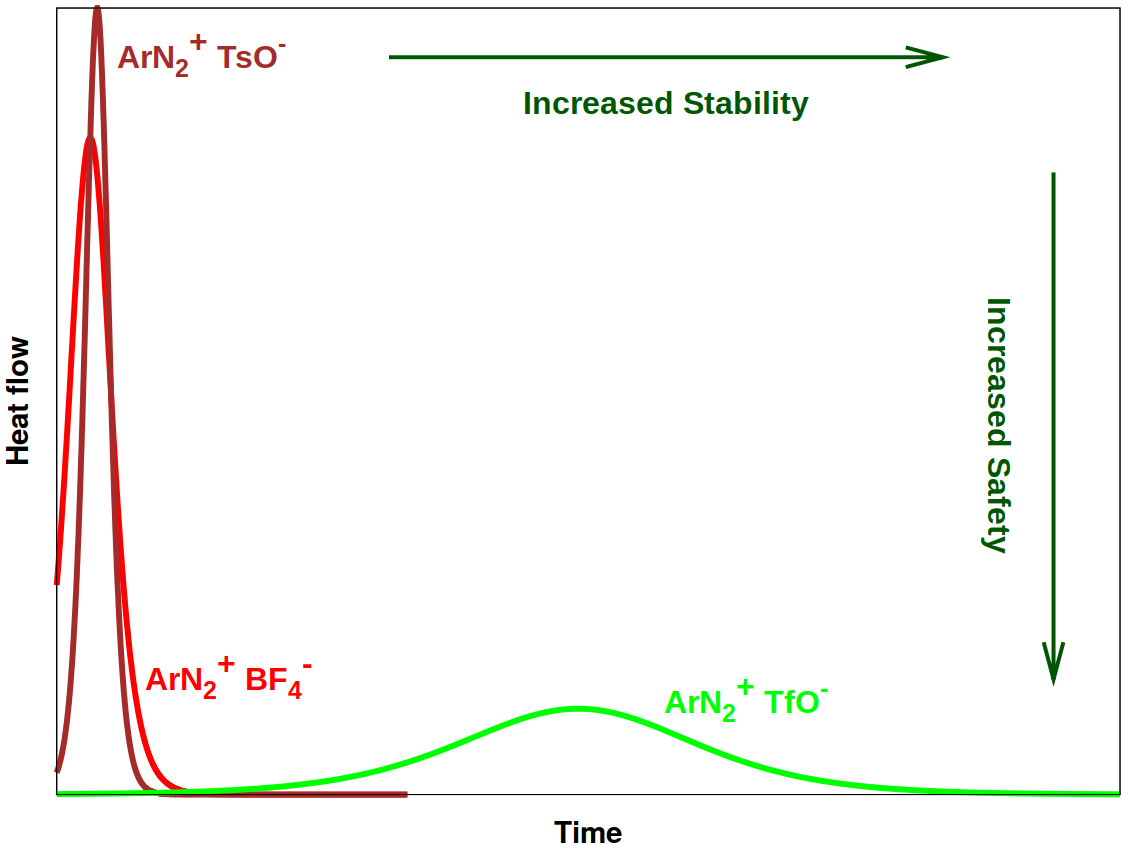 ArN₂⁺ TsO⁻
Increased Stability
Increased Safety
Heat flow
ArN₂⁺ BF₄⁻
ArN₂⁺ TfO⁻
Time